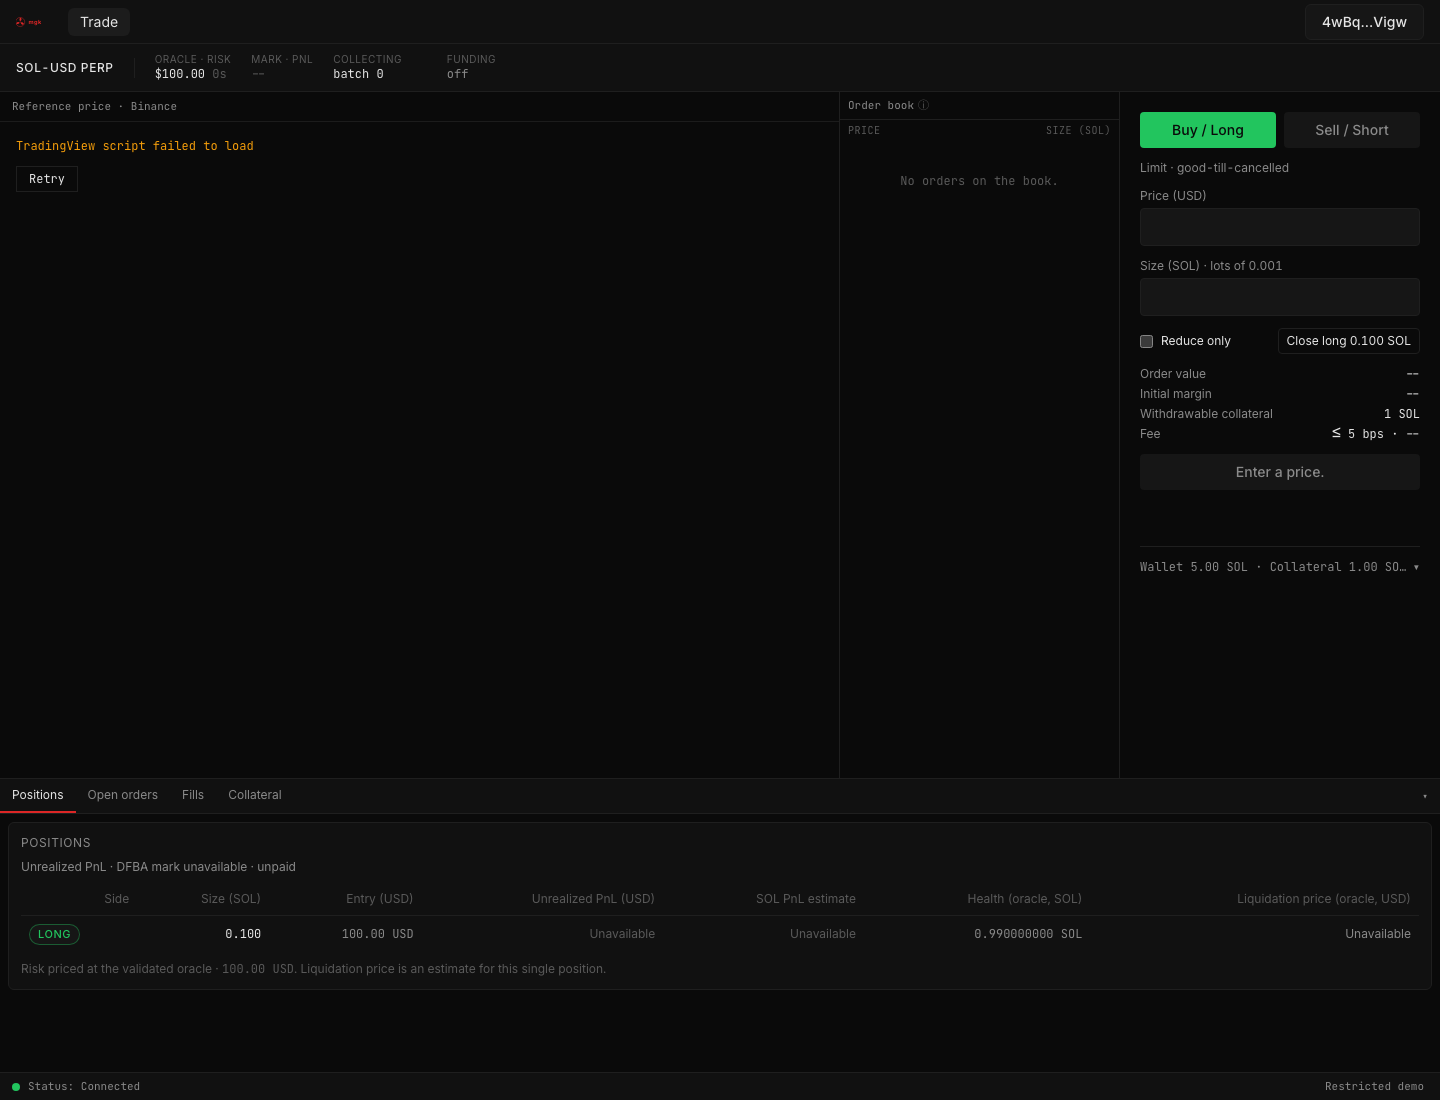 Trade
4wBq...Vigw
SOL-USD PERP
ORACLE · RISK
$100.00 0s
MARK · PNL
--
COLLECTING
batch 0
FUNDING
off
Reference price · Binance
TradingView script failed to load
Retry
Order book ⓘ
PRICE SIZE (SOL)
No orders on the book.
Buy / Long
Sell / Short
Limit · good-till-cancelled
Price (USD)
Size (SOL) · lots of 0.001
Reduce only
Close long 0.100 SOL
Order value --
Initial margin --
Withdrawable collateral 1 SOL
Fee ≤ 5 bps · --
Enter a price.
Wallet 5.00 SOL · Collateral 1.00 SO… ▾
Positions Open orders Fills Collateral ▾
POSITIONS
Unrealized PnL · DFBA mark unavailable · unpaid
Side Size (SOL) Entry (USD) Unrealized PnL (USD) SOL PnL estimate Health (oracle, SOL) Liquidation price (oracle, USD)
LONG 0.100 100.00 USD Unavailable Unavailable 0.990000000 SOL Unavailable
Risk priced at the validated oracle · 100.00 USD. Liquidation price is an estimate for this single position.
Status: Connected
Restricted demo